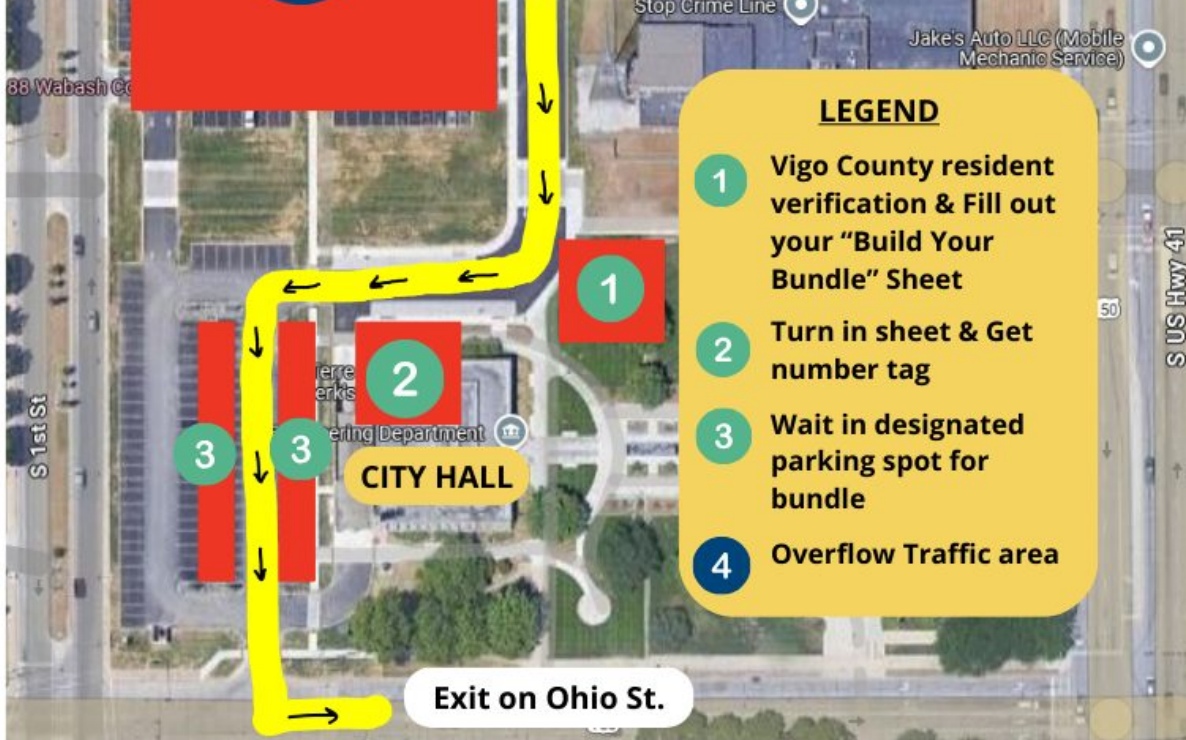 Stop Crime Line
Jake's Auto LLC (Mobile
Mechanic Service)
88 Wabash
LEGEND
1 Vigo County resident
verification & Fill out
your “Build Your
Bundle” Sheet
2 Turn in sheet & Get
number tag
3 Wait in designated
parking spot for
bundle
4 Overflow Traffic area
S US Hwy 41
50
1
2
3
3
ering Department
CITY HALL
S 1st St
Exit on Ohio St.